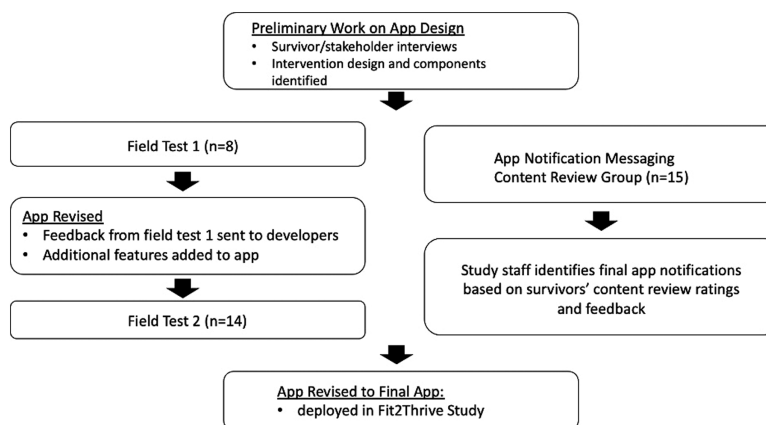 Preliminary Work on App Design
• Survivor/stakeholder interviews
• Intervention design and components
identified
Field Test 1 (n=8)
App Revised
• Feedback from field test 1 sent to developers
• Additional features added to app
Field Test 2 (n=14)
App Notification Messaging
Content Review Group (n=15)
Study staff identifies final app notifications
based on survivors’ content review ratings
and feedback
App Revised to Final App:
• deployed in Fit2Thrive Study